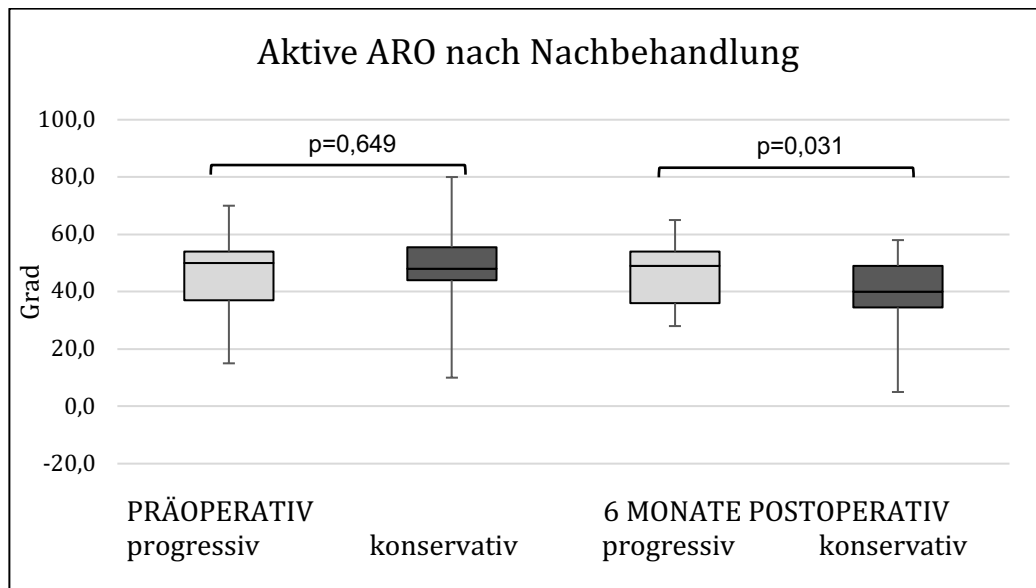 Aktive ARO nach Nachbehandlung
100,0
80,0
60,0
40,0
20,0
0,0
-20,0
Grad
p=0,649
p=0,031
PRÄOPERATIV
progressiv
konservativ
6 MONATE POSTOPERATIV
progressiv
konservativ